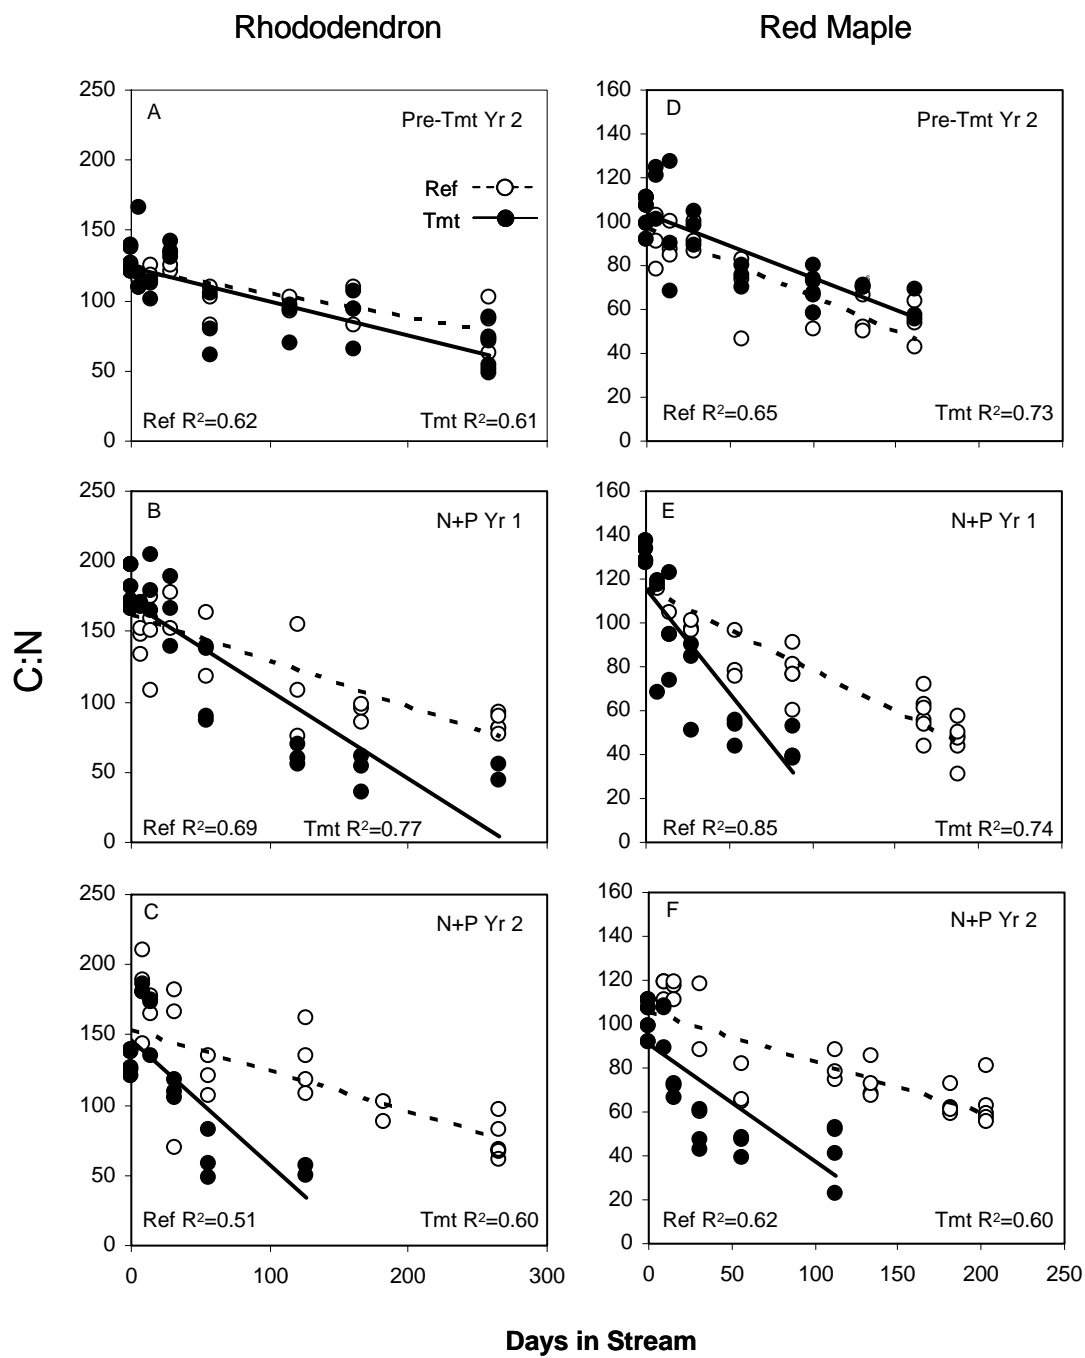 Rhododendron
Red Maple
250
200
150
100
50
0
A
Pre-Tmt Yr 2
Ref
Tmt
Ref R²=0.62
Tmt R²=0.61
160
140
120
100
80
60
40
20
0
D
Pre-Tmt Yr 2
Ref R²=0.65
Tmt R²=0.73
C:N
250
200
150
100
50
0
B
N+P Yr 1
Ref R²=0.69
Tmt R²=0.77
160
140
120
100
80
60
40
20
0
E
N+P Yr 1
Ref R²=0.85
Tmt R²=0.74
250
200
150
100
50
0
C
N+P Yr 2
Ref R²=0.51
Tmt R²=0.60
0 100 200 300
160
140
120
100
80
60
40
20
0
F
N+P Yr 2
Ref R²=0.62
Tmt R²=0.60
0 50 100 150 200 250
Days in Stream